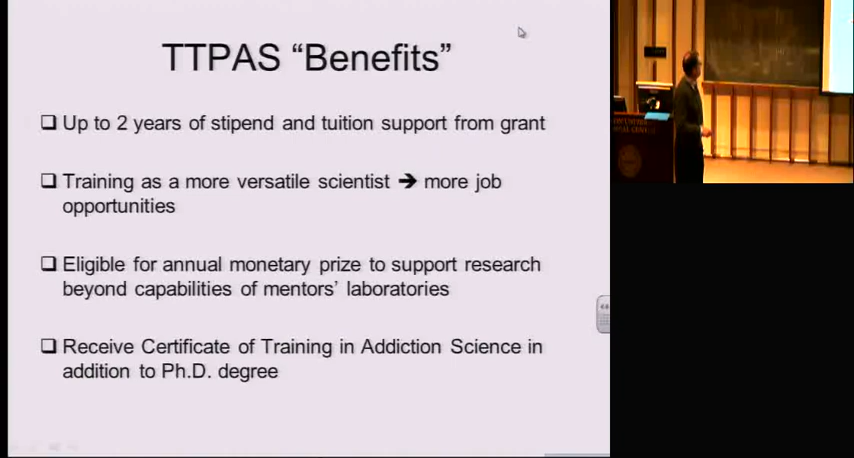 TTPAS “Benefits”
❑ Up to 2 years of stipend and tuition support from grant
❑ Training as a more versatile scientist ➔ more job
opportunities
❑ Eligible for annual monetary prize to support research
beyond capabilities of mentors’ laboratories
❑ Receive Certificate of Training in Addiction Science in
addition to Ph.D. degree